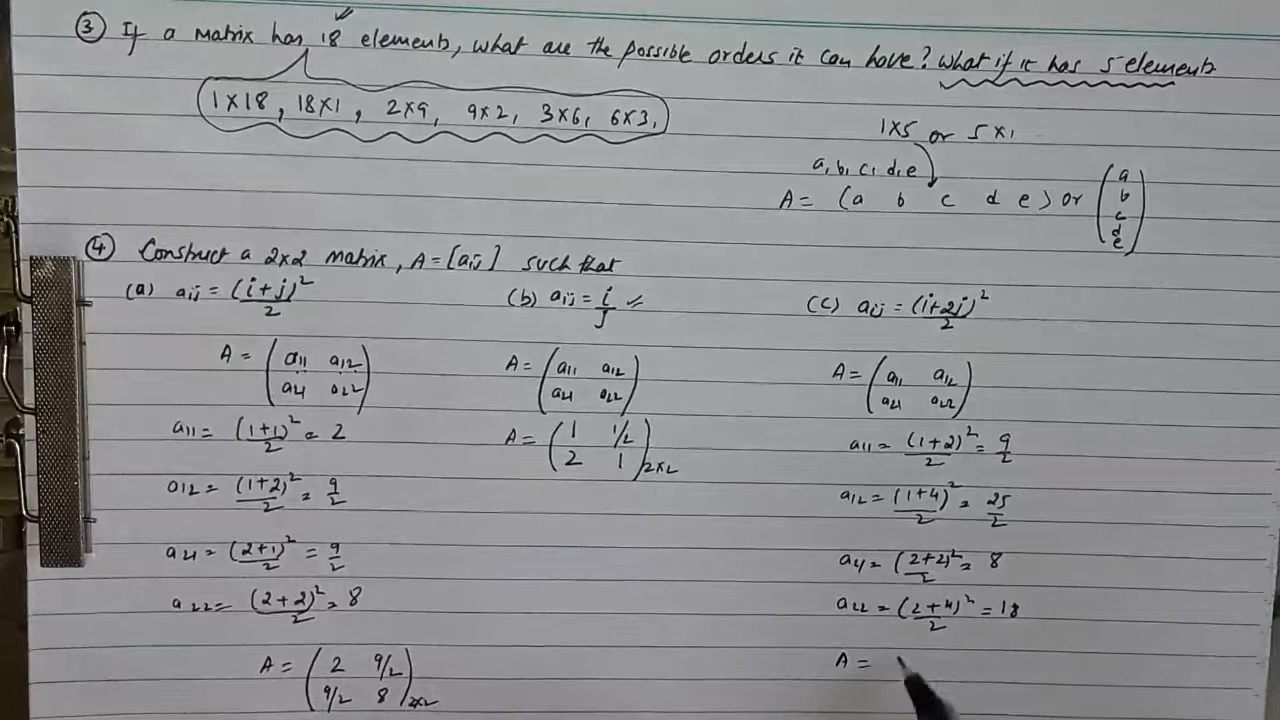 ③ If a matrix has 18 elements, what are the possible orders it can have? What if it has 5 elements
1×18, 18×1, 2×9, 9×2, 3×6, 6×3,
1×5 or 5×1
a, b, c, d, e
A = (a b c d e) or (a b c d e)
④ Construct a 2×2 matrix, A = [aij] such that
(a) aij = (i+j)²/2
(b) aij = i/j
(c) aij = (i+2j)²/2
A = (a11 a12
a21 a22)
a11 = (1+1)²/2 = 2
a12 = (1+2)²/2 = 9/2
a21 = (2+1)²/2 = 9/2
a22 = (2+2)²/2 = 8
A = (2 9/2
9/2 8)2×2
A = (a11 a12
a21 a22)
A = (1 1/2
2 1)2×2
A = (a11 a12
a21 a22)
a11 = (1+2)²/2 = 9/2
a12 = (1+4)²/2 = 25/2
a21 = (2+2)²/2 = 8
a22 = (2+4)²/2 = 18
A =